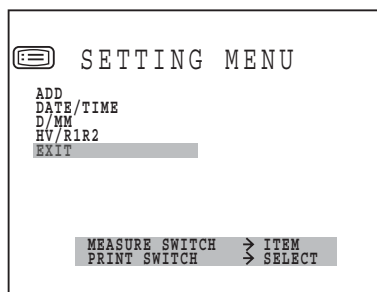 SETTING MENU
ADD
DATE/TIME
D/MM
HV/R1R2
EXIT
MEASURE SWITCH → ITEM
PRINT SWITCH → SELECT